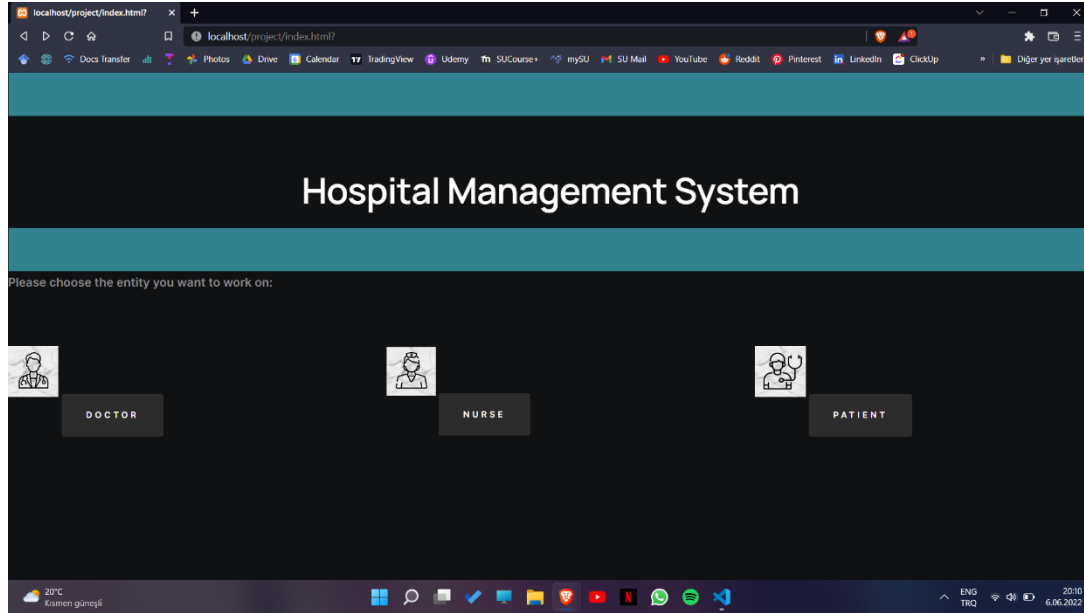 localhost/project/index.html?
localhost/project/index.html?
Docs Transfer Photos Drive Calendar TradingView Udemy SUCourse+ mySU SU Mail YouTube Reddit Pinterest LinkedIn ClickUp » Diğer yer işaretler
Hospital Management System
Please choose the entity you want to work on:
DOCTOR NURSE PATIENT
20°C
Kısmen güneşli
ENG
TRQ
20:10
6.06.2022